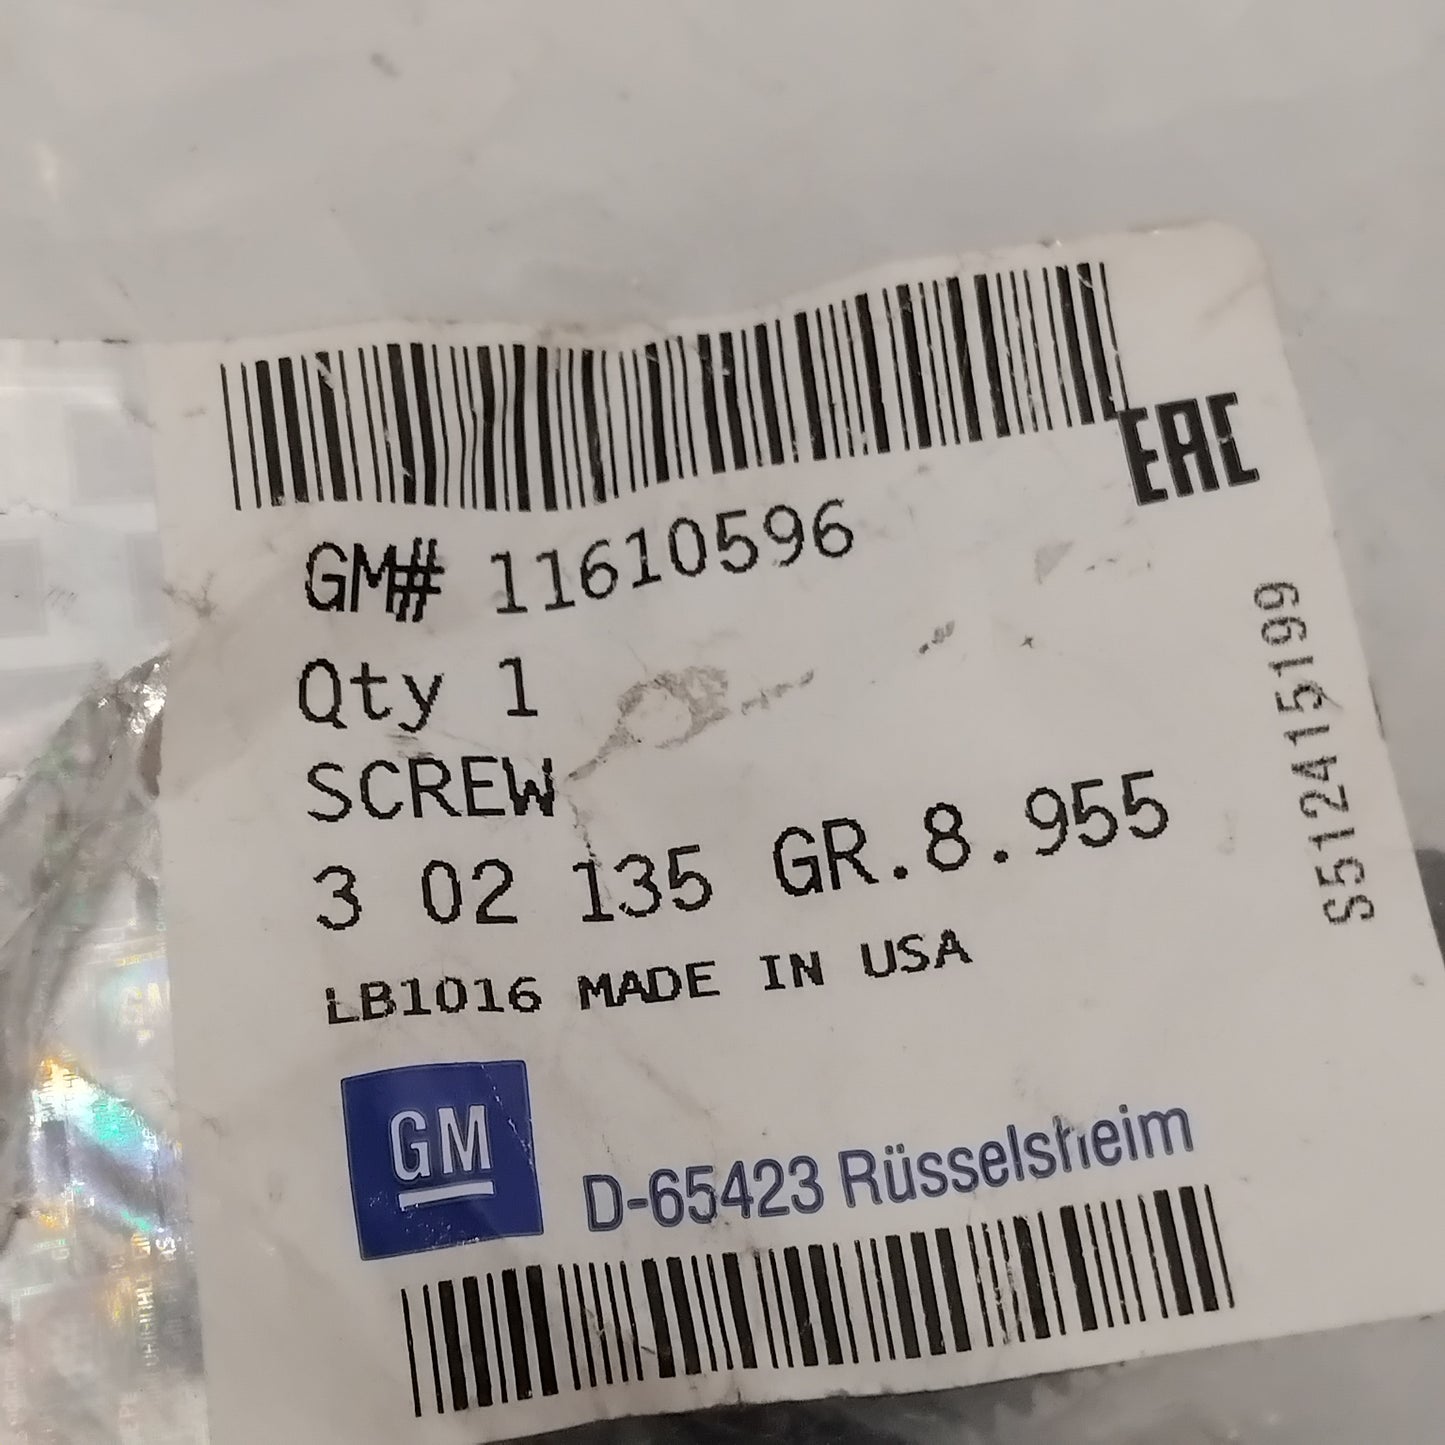 EAC
GM# 11610596
Qty 1
SCREW
3 02 135 GR.8.955
LB1016 MADE IN USA
S512415199
GM
D-65423 Rüsselsheim